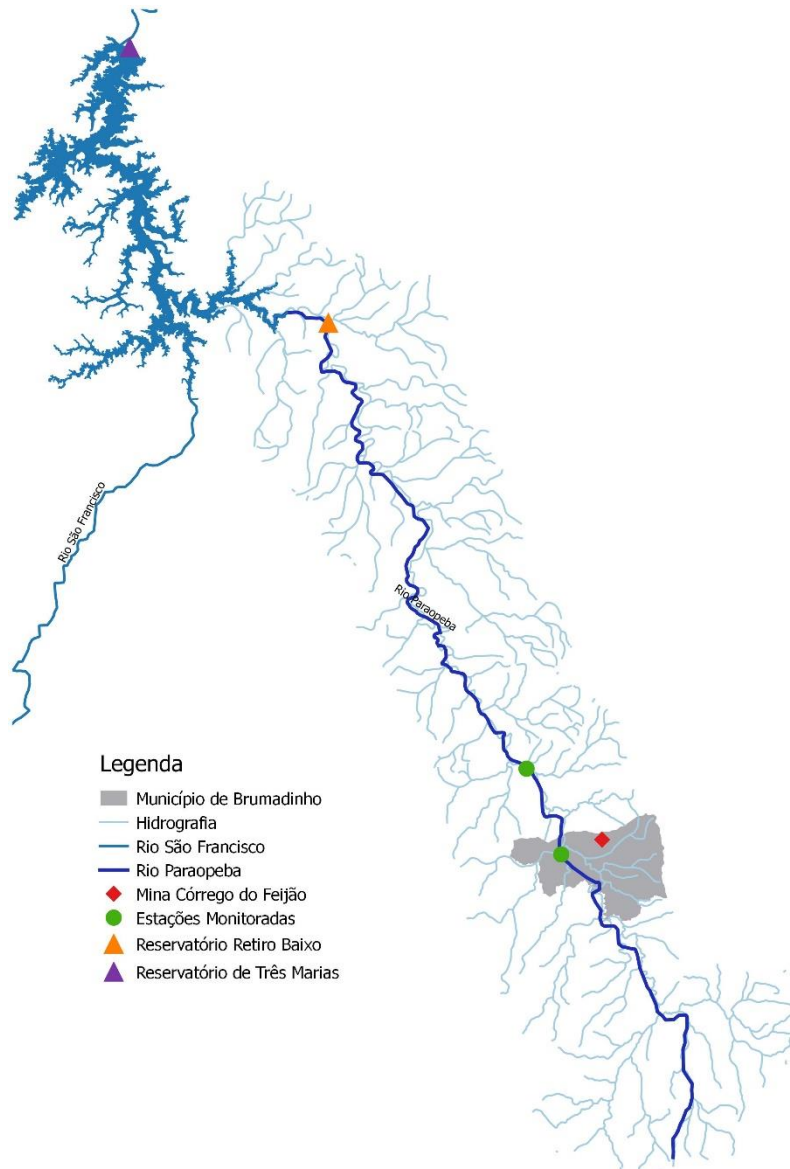 Rio São Francisco
Rio Paraopeba
Legenda
Município de Brumadinho
Hidrografia
Rio São Francisco
Rio Paraopeba
Mina Córrego do Feijão
Estações Monitoradas
Reservatório Retiro Baixo
Reservatório de Três Marias